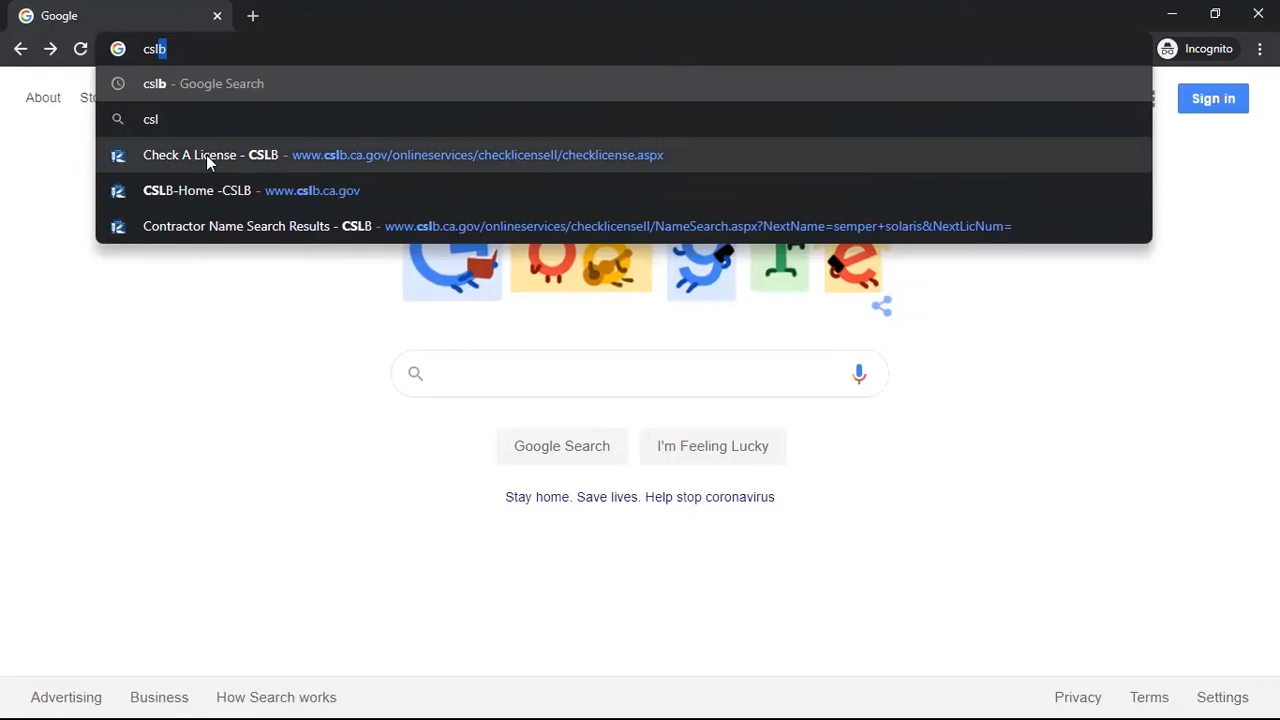 Google
cslb
Incognito
cslb - Google Search
About
Sto
Sign in
csl
Check A License - CSLB - www.cslb.ca.gov/onlineservices/checklicensell/checklicense.aspx
CSLB-Home -CSLB - www.cslb.ca.gov
Contractor Name Search Results - CSLB - www.cslb.ca.gov/onlineservices/checklicensell/NameSearch.aspx?NextName=semper+solaris&NextLicNum=
Google Search
I'm Feeling Lucky
Stay home. Save lives. Help stop coronavirus
Advertising
Business
How Search works
Privacy
Terms
Settings